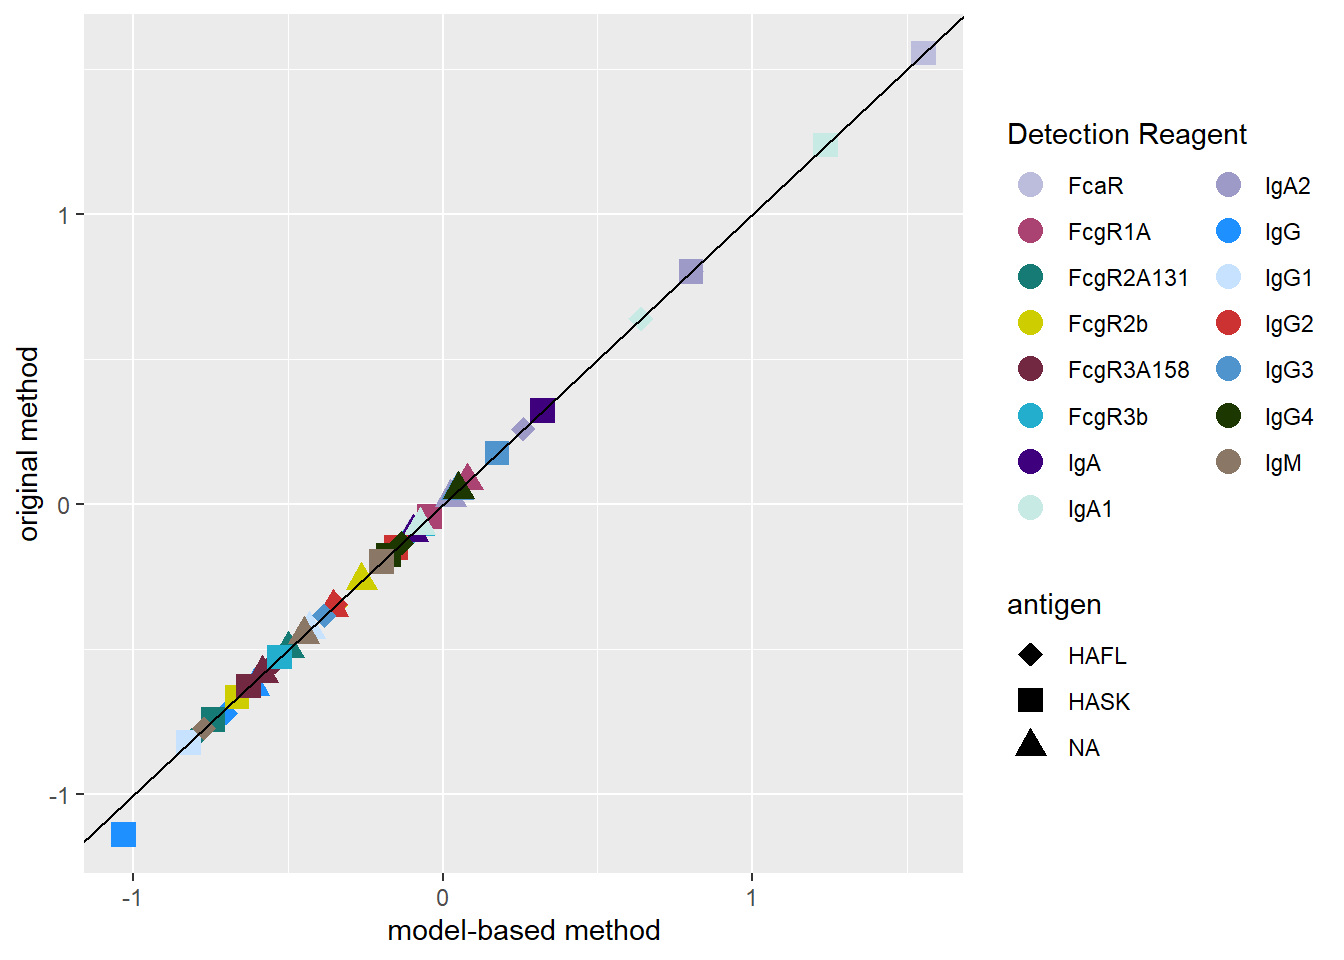 original method
1
0
-1
-1
0
1
model-based method
Detection Reagent
FcaR
FcgR1A
FcgR2A131
FcgR2b
FcgR3A158
FcgR3b
IgA
IgA1
IgA2
IgG
IgG1
IgG2
IgG3
IgG4
IgM
antigen
HAFL
HASK
NA